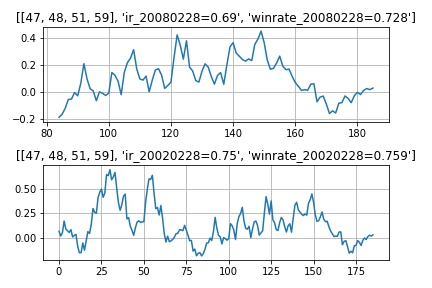 [[47, 48, 51, 59], 'ir_20080228=0.69', 'winrate_20080228=0.728']
0.4
0.2
0.0
−0.2
80 100 120 140 160 180
[[47, 48, 51, 59], 'ir_20020228=0.75', 'winrate_20020228=0.759']
0.50
0.25
0.00
0 25 50 75 100 125 150 175